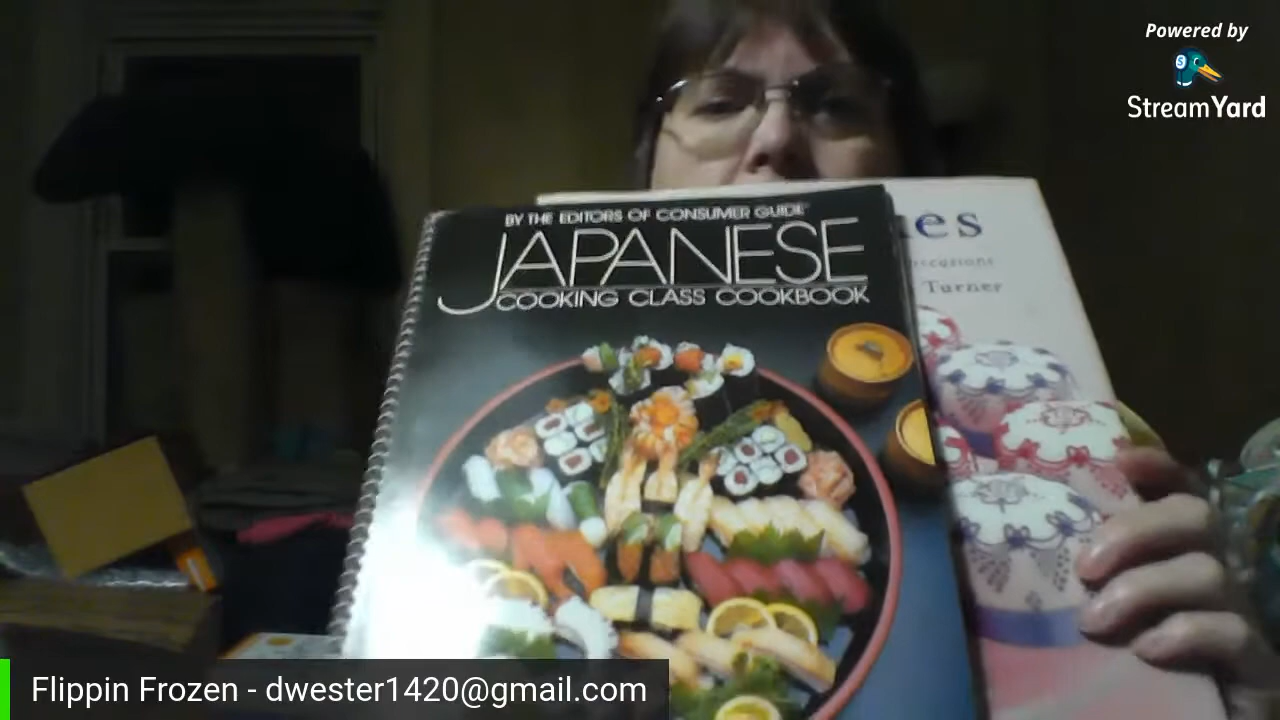 Powered by
StreamYard
BY THE EDITORS OF CONSUMER GUIDE
JAPANESE
COOKING CLASS COOKBOOK
Turner
Flippin Frozen - dwester1420@gmail.com